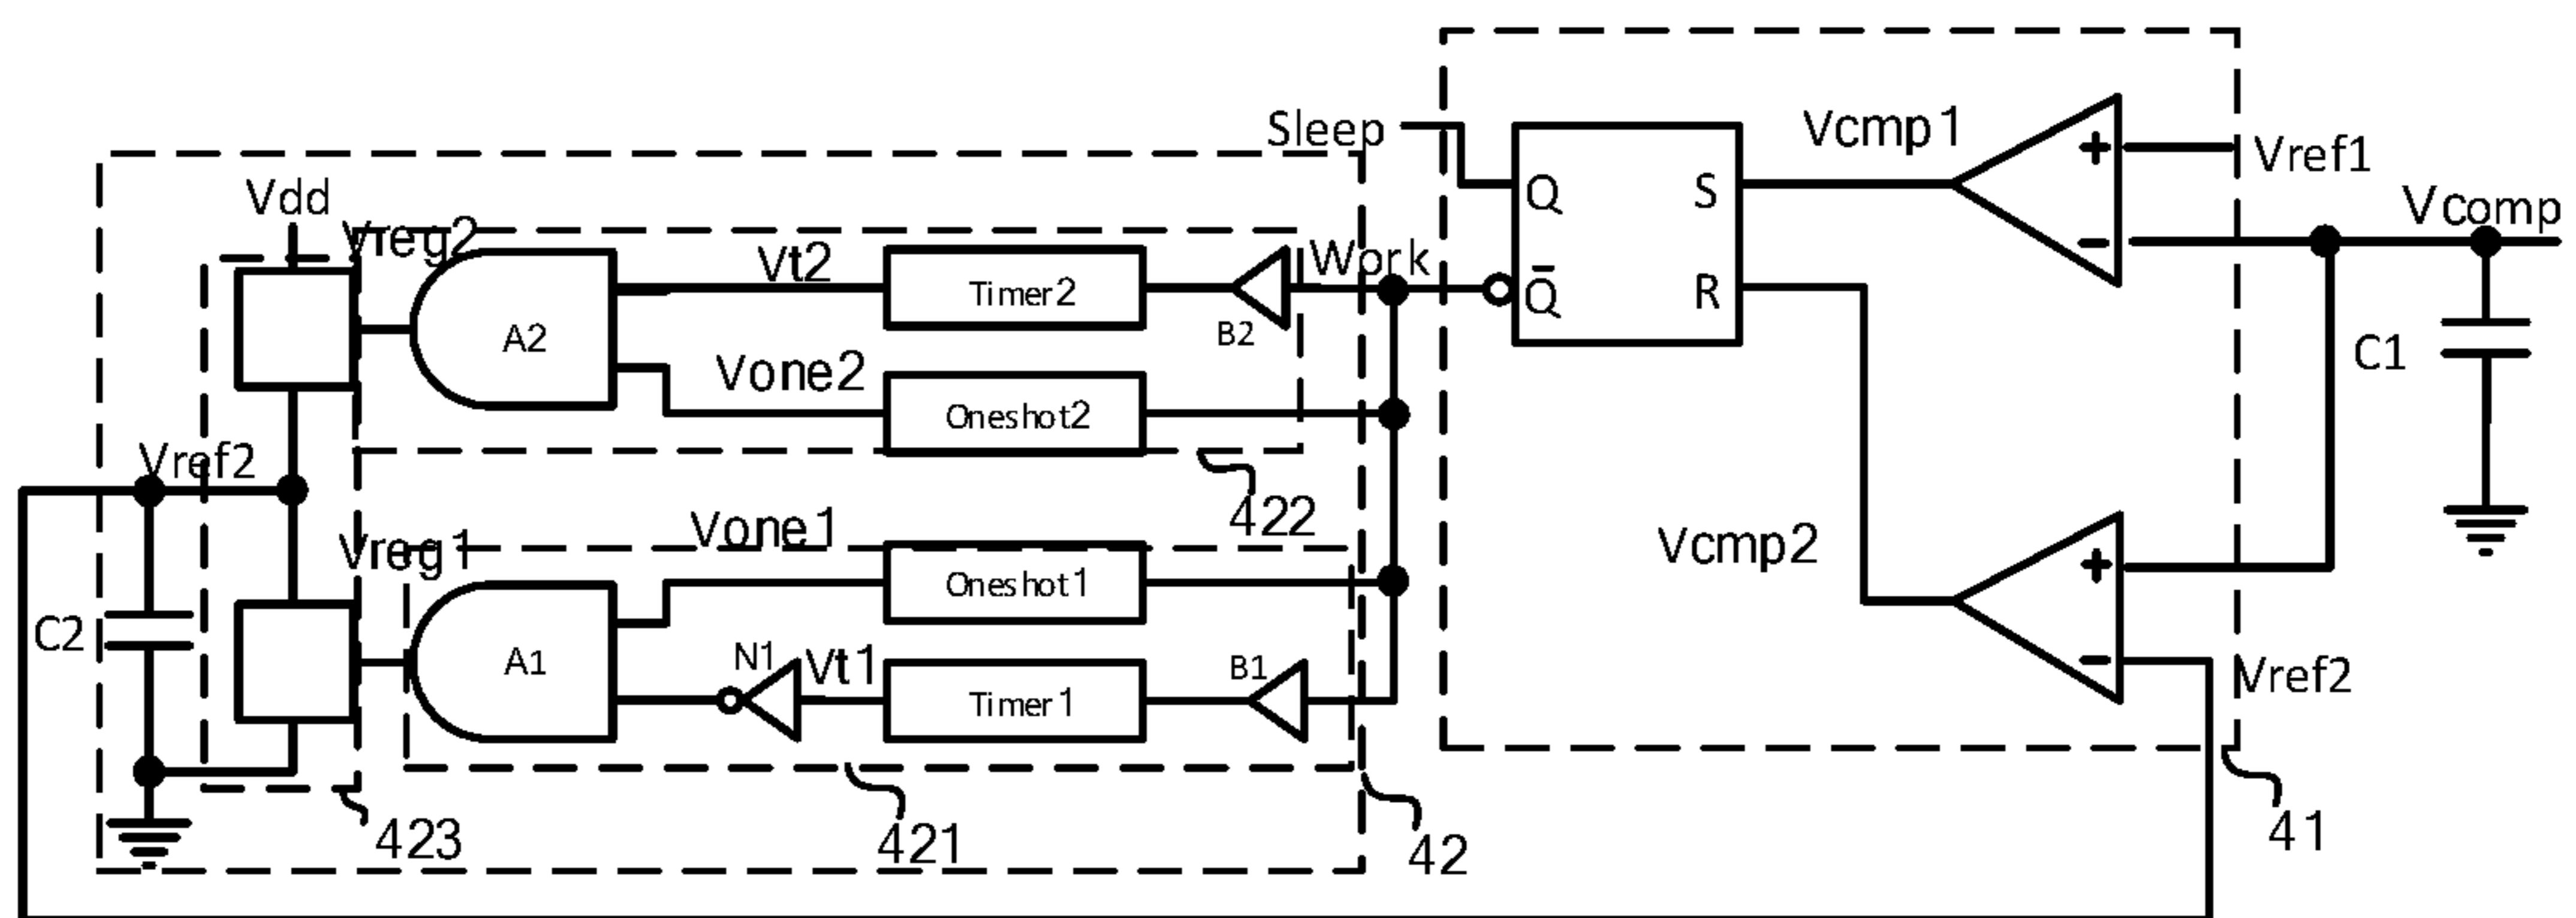 Sleep
Vcmp1
Vref1
Vdd
Q
S
Vcomp
Vreg2
Vt2
Work
Timer2
Q̄
R
A2
B2
Vone2
C1
Oneshot2
Vref2
422
Vone1
Vreg1
Vcmp2
Oneshot1
C2
A1
N1
Vt1
B1
Vref2
Timer1
423
421
42
41
+
−
+
−